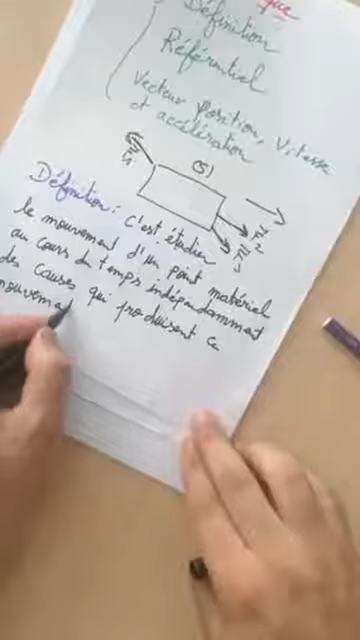 que
Définition
Référentiel
Vecteur position, Vitesse
et accélération
(S)
Définition : c'est étudier
le mouvement d'un point matériel
au cours du temps indépendamment
des causes qui produisent ce
mouvement